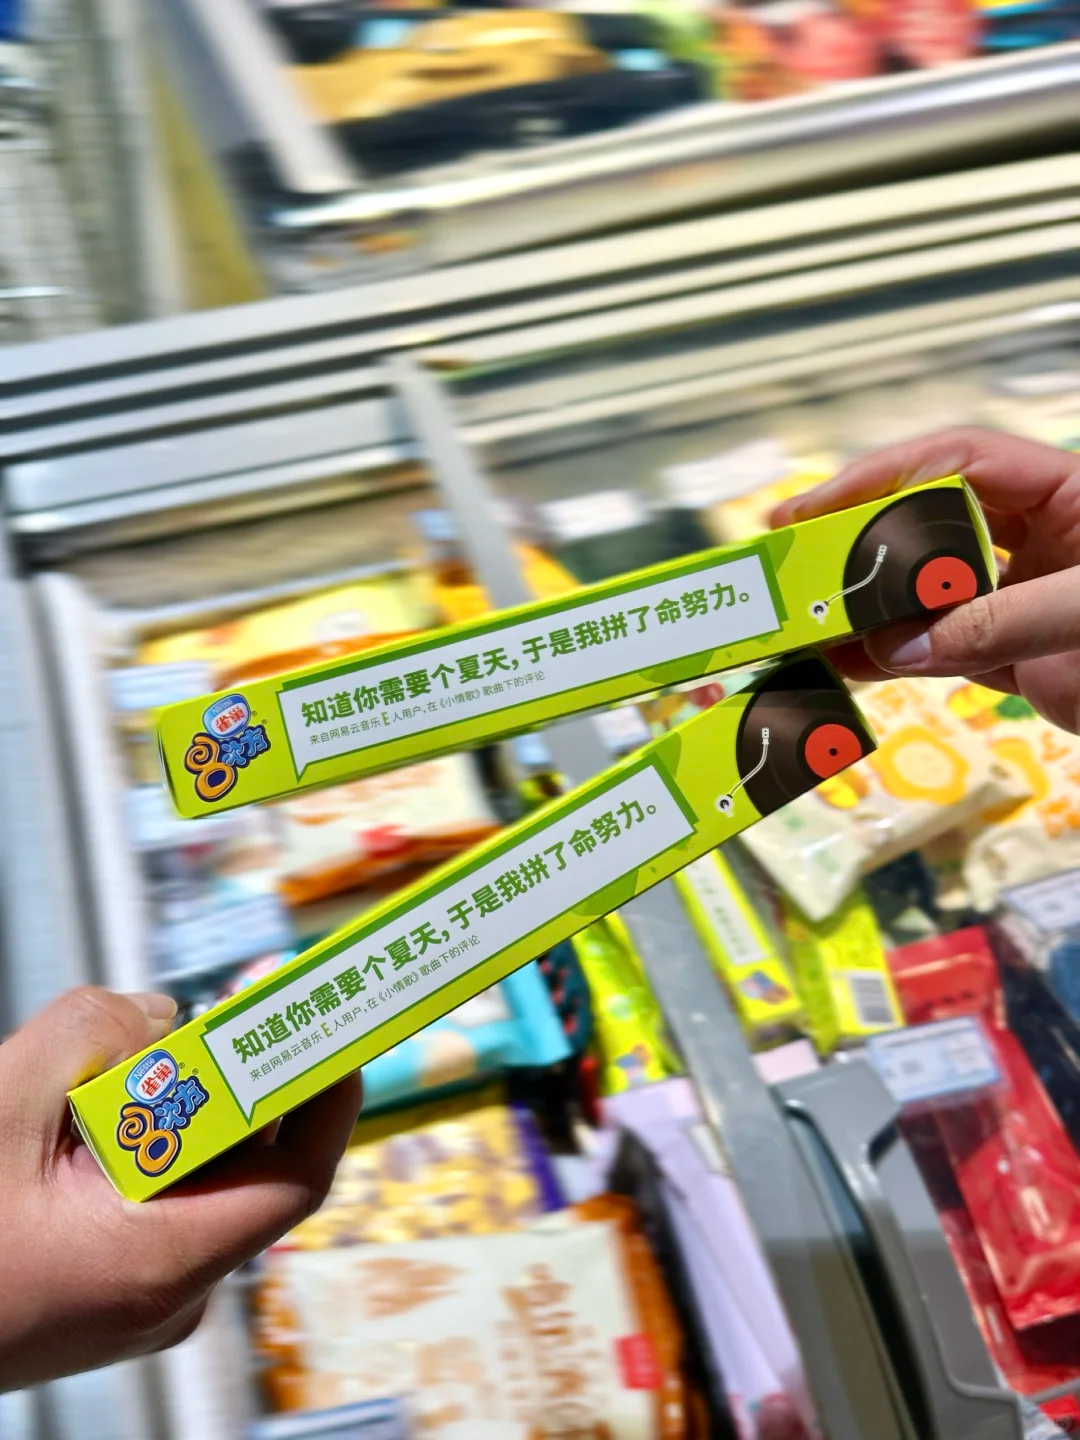 知道你需要个夏天，于是我拼了命努力。
来自网易云音乐E人用户，在《小情歌》歌曲下的评论
Nestlé
雀巢
8次方
知道你需要个夏天，于是我拼了命努力。
来自网易云音乐E人用户，在《小情歌》歌曲下的评论
Nestlé
雀巢
8次方